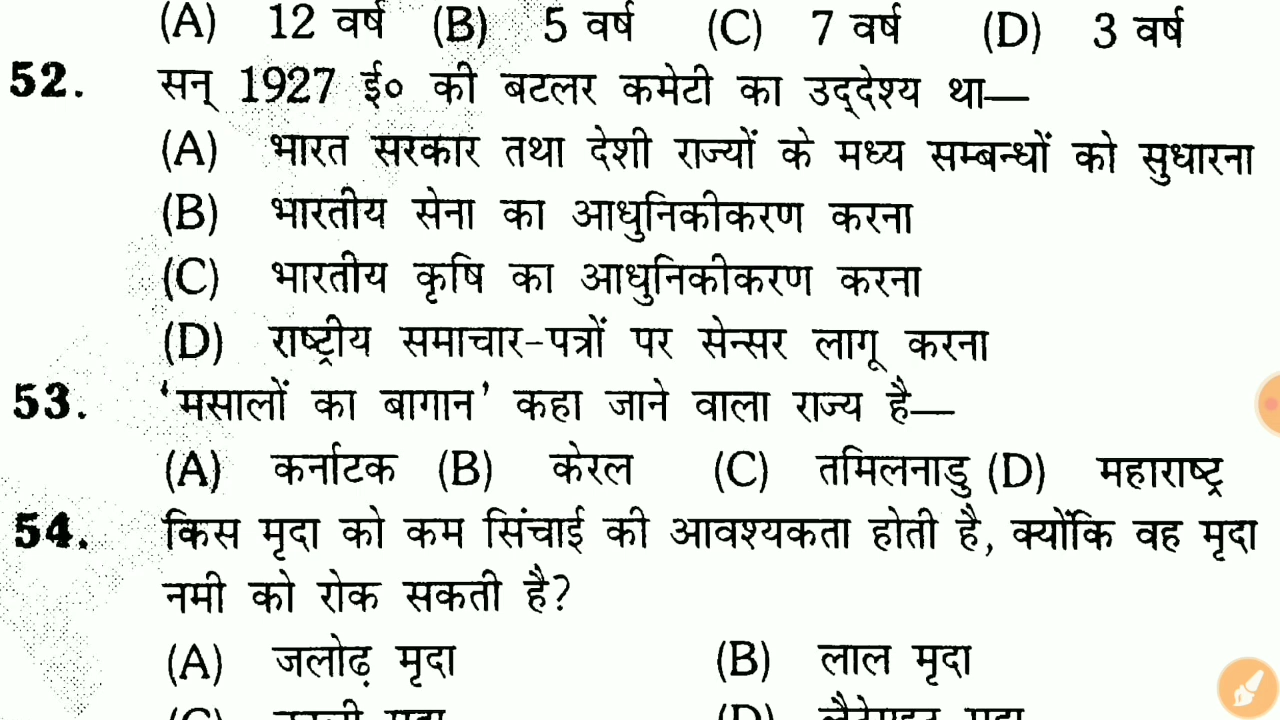 (A) 12 वर्ष (B) 5 वर्ष (C) 7 वर्ष (D) 3 वर्ष
52. सन् 1927 ई० की बटलर कमेटी का उद्देश्य था—
(A) भारत सरकार तथा देशी राज्यों के मध्य सम्बन्धों को सुधारना
(B) भारतीय सेना का आधुनिकीकरण करना
(C) भारतीय कृषि का आधुनिकीकरण करना
(D) राष्ट्रीय समाचार-पत्रों पर सेन्सर लागू करना
53. ‘मसालों का बागान’ कहा जाने वाला राज्य है—
(A) कर्नाटक (B) केरल (C) तमिलनाडु (D) महाराष्ट्र
54. किस मृदा को कम सिंचाई की आवश्यकता होती है, क्योंकि वह मृदा
नमी को रोक सकती है?
(A) जलोढ़ मृदा (B) लाल मृदा
(C) मृदा (D) लैटेराइट मृदा